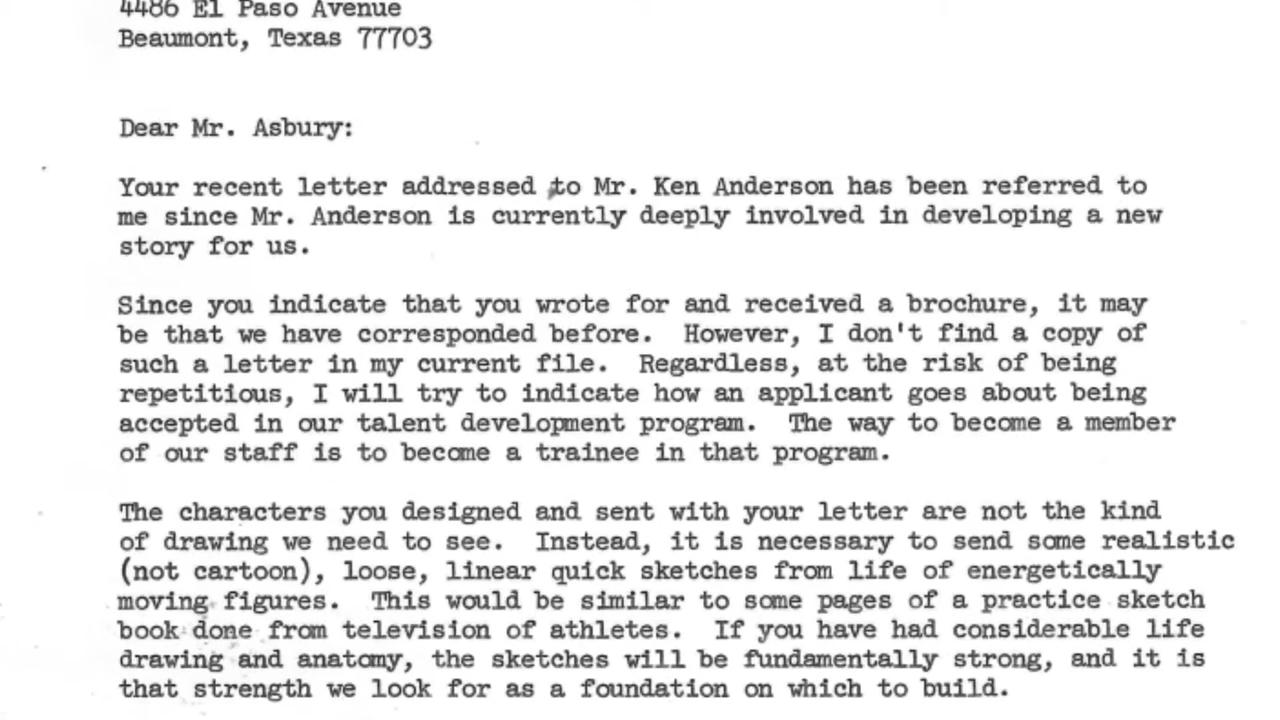 4486 El Paso Avenue
Beaumont, Texas 77703
Dear Mr. Asbury:
Your recent letter addressed to Mr. Ken Anderson has been referred to
me since Mr. Anderson is currently deeply involved in developing a new
story for us.
Since you indicate that you wrote for and received a brochure, it may
be that we have corresponded before. However, I don't find a copy of
such a letter in my current file. Regardless, at the risk of being
repetitious, I will try to indicate how an applicant goes about being
accepted in our talent development program. The way to become a member
of our staff is to become a trainee in that program.
The characters you designed and sent with your letter are not the kind
of drawing we need to see. Instead, it is necessary to send some realistic
(not cartoon), loose, linear quick sketches from life of energetically
moving figures. This would be similar to some pages of a practice sketch
book done from television of athletes. If you have had considerable life
drawing and anatomy, the sketches will be fundamentally strong, and it is
that strength we look for as a foundation on which to build.